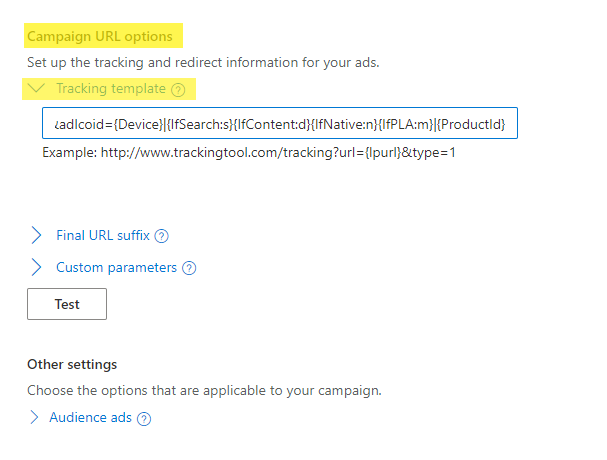 Campaign URL options
Set up the tracking and redirect information for your ads.
Tracking template
adlcoid={Device}|{IfSearch:s}{IfContent:d}{IfNative:n}{IfPLA:m}|{ProductId}
Example: http://www.trackingtool.com/tracking?url={lpurl}&type=1
Final URL suffix ?
Custom parameters ?
Test
Other settings
Choose the options that are applicable to your campaign.
Audience ads ?